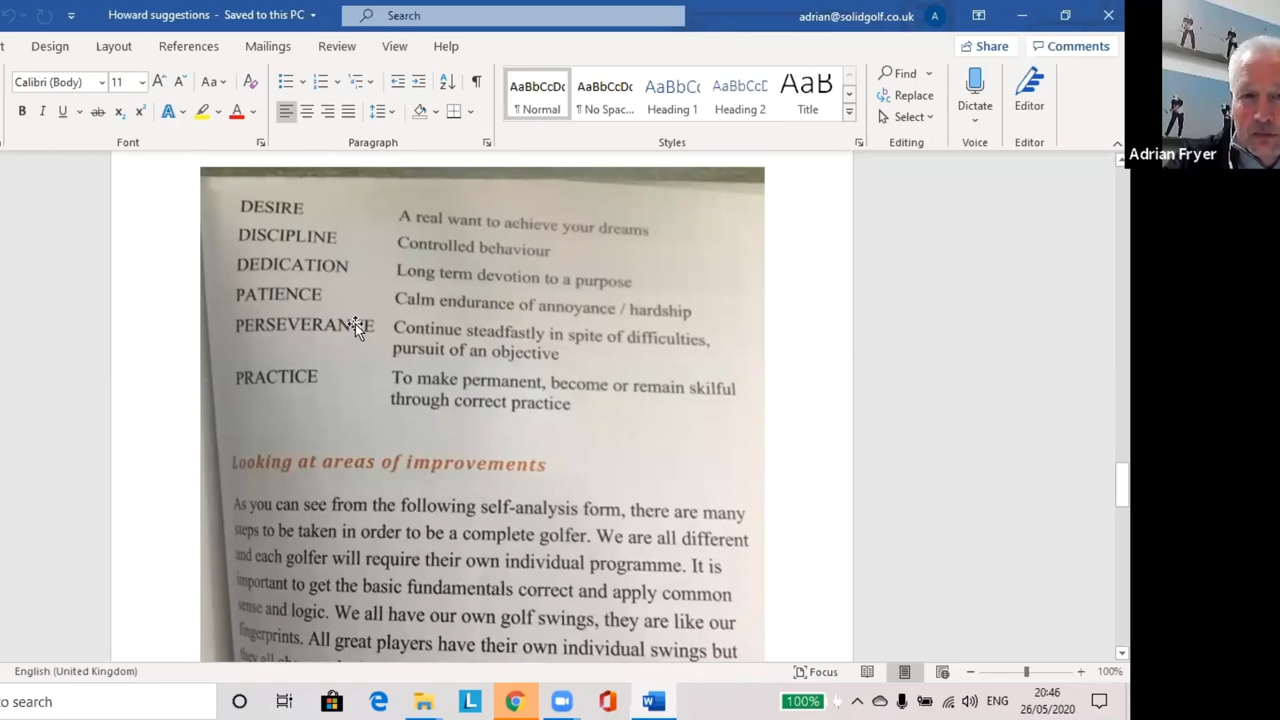 Howard suggestions - Saved to this PC
Search
adrian@solidgolf.co.uk
A
Design Layout References Mailings Review View Help
Share
Comments
Calibri (Body) 11
Aa
AaBbCcDc
¶ Normal
AaBbCcDc
¶ No Spac...
AaBbCc
Heading 1
AaBbCcD
Heading 2
AaB
Title
Find
Replace
Select
Dictate
Editor
B I U ab x₂ x² A A
Font
Paragraph
Styles
Editing
Voice
Editor
Adrian Fryer
DESIRE A real want to achieve your dreams
DISCIPLINE Controlled behaviour
DEDICATION Long term devotion to a purpose
PATIENCE Calm endurance of annoyance / hardship
PERSEVERANCE Continue steadfastly in spite of difficulties,
pursuit of an objective
PRACTICE To make permanent, become or remain skilful
through correct practice
Looking at areas of improvements
As you can see from the following self-analysis form, there are many
steps to be taken in order to be a complete golfer. We are all different
and each golfer will require their own individual programme. It is
important to get the basic fundamentals correct and apply common
sense and logic. We all have our own golf swings, they are like our
fingerprints. All great players have their own individual swings but
they all
English (United Kingdom)
Focus
100%
to search
L
100%
ENG
20:46
26/05/2020